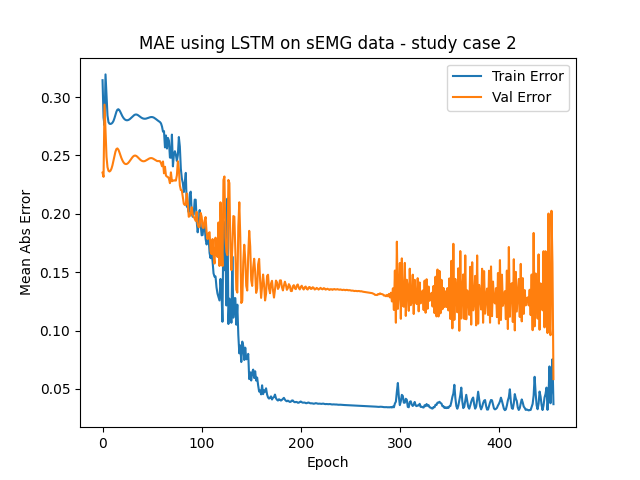 MAE using LSTM on sEMG data - study case 2
Train Error
Val Error
Mean Abs Error
0.30
0.25
0.20
0.15
0.10
0.05
0
100
200
300
400
Epoch